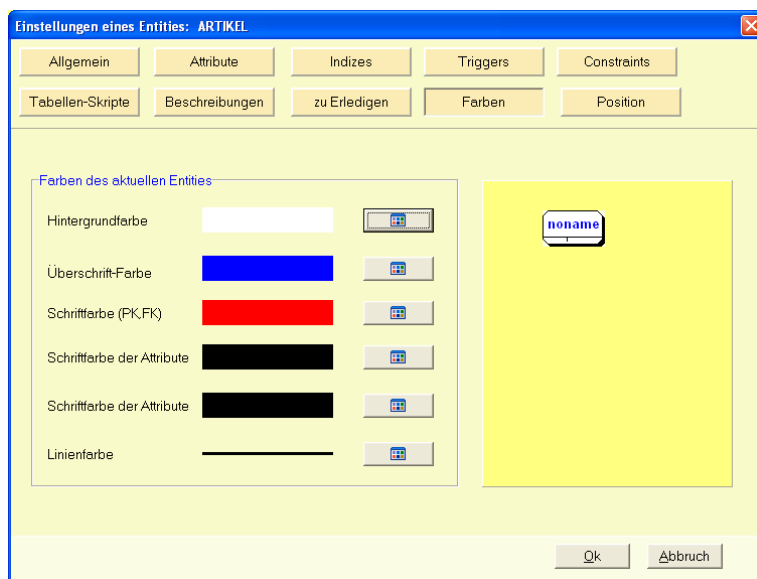 Einstellungen eines Entities: ARTIKEL
Allgemein Attribute Indizes Triggers Constraints
Tabellen-Skripte Beschreibungen zu Erledigen Farben Position
Farben des aktuellen Entities
Hintergrundfarbe
noname
Überschrift-Farbe
Schriftfarbe (PK,FK)
Schriftfarbe der Attribute
Schriftfarbe der Attribute
Linienfarbe
Ok Abbruch